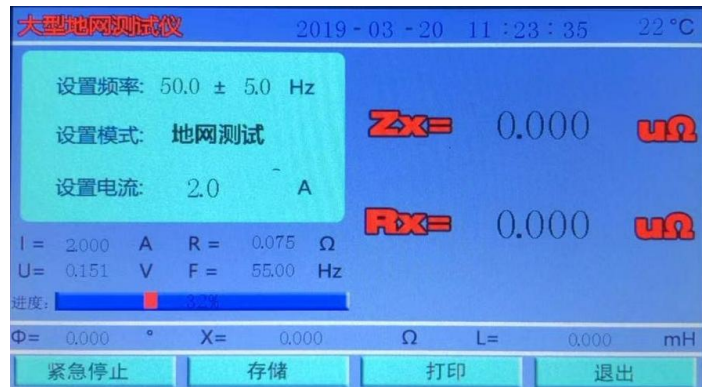 大型地网测试仪 2019-03-20 11:23:35 22℃
设置频率: 50.0 ± 5.0 Hz
设置模式: 地网测试
设置电流: 2.0 A
Zx= 0.000 uΩ
Rx= 0.000 uΩ
I = 2.000 A R = 0.075 Ω
U= 0.151 V F = 55.00 Hz
进度: 32%
Φ= 0.000 ° X= 0.000 Ω L= 0.000 mH
紧急停止 存储 打印 退出